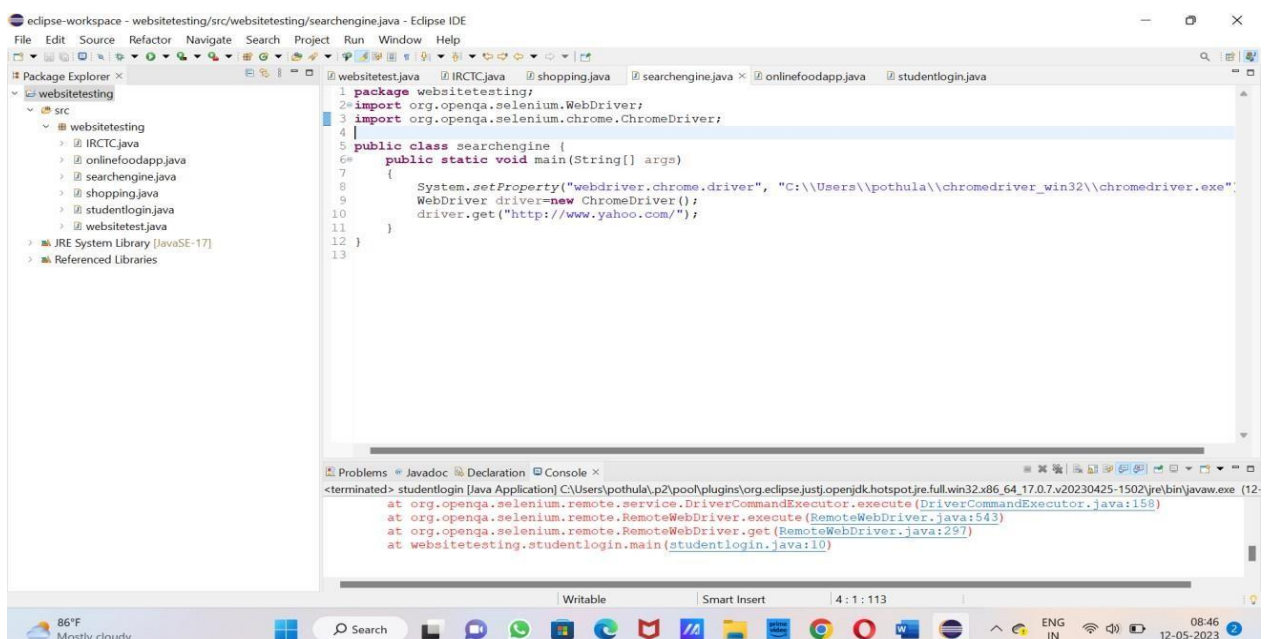 eclipse-workspace - websitetesting/src/websitetesting/searchengine.java - Eclipse IDE
File Edit Source Refactor Navigate Search Project Run Window Help
Package Explorer
websitetesting
src
websitetesting
IRCTC.java
onlinefoodapp.java
searchengine.java
shopping.java
studentlogin.java
websitetest.java
JRE System Library [JavaSE-17]
Referenced Libraries
websitetest.java IRCTC.java shopping.java searchengine.java onlinefoodapp.java studentlogin.java
1 package websitetesting;
2 import org.openqa.selenium.WebDriver;
3 import org.openqa.selenium.chrome.ChromeDriver;
4
5 public class searchengine {
6 public static void main(String[] args)
7 {
8 System.setProperty("webdriver.chrome.driver", "C:\\Users\\pothula\\chromedriver_win32\\chromedriver.exe"
9 WebDriver driver=new ChromeDriver();
10 driver.get("http://www.yahoo.com/");
11 }
12 }
13
Problems Javadoc Declaration Console
<terminated> studentlogin [Java Application] C:\Users\pothula\.p2\pool\plugins\org.eclipse.justj.openjdk.hotspot.jre.full.win32.x86_64_17.0.7.v20230425-1502\jre\bin\javaw.exe (12-
at org.openqa.selenium.remote.service.DriverCommandExecutor.execute(DriverCommandExecutor.java:158)
at org.openqa.selenium.remote.RemoteWebDriver.execute(RemoteWebDriver.java:543)
at org.openqa.selenium.remote.RemoteWebDriver.get(RemoteWebDriver.java:297)
at websitetesting.studentlogin.main(studentlogin.java:10)
Writable Smart Insert 4 : 1 : 113
86°F
Mostly cloudy
Search
prime video
W
ENG
IN
08:46
12-05-2023
2